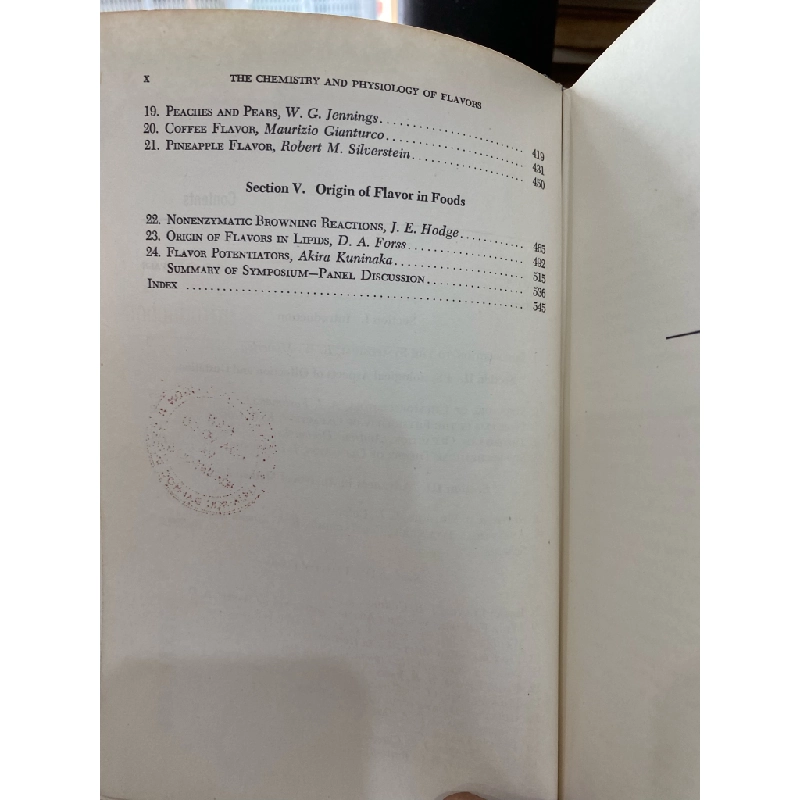 x THE CHEMISTRY AND PHYSIOLOGY OF FLAVORS
19. PEACHES AND PEARS, W. G. Jennings 419
20. COFFEE FLAVOR, Maurizio Gianturco 431
21. PINEAPPLE FLAVOR, Robert M. Silverstein 450
Section V. Origin of Flavor in Foods
22. NONENZYMATIC BROWNING REACTIONS, J. E. Hodge 465
23. ORIGIN OF FLAVORS IN LIPIDS, D. A. Forss 492
24. FLAVOR POTENTIATORS, Akira Kuninaka 515
SUMMARY OF SYMPOSIUM—PANEL DISCUSSION 536
INDEX 545